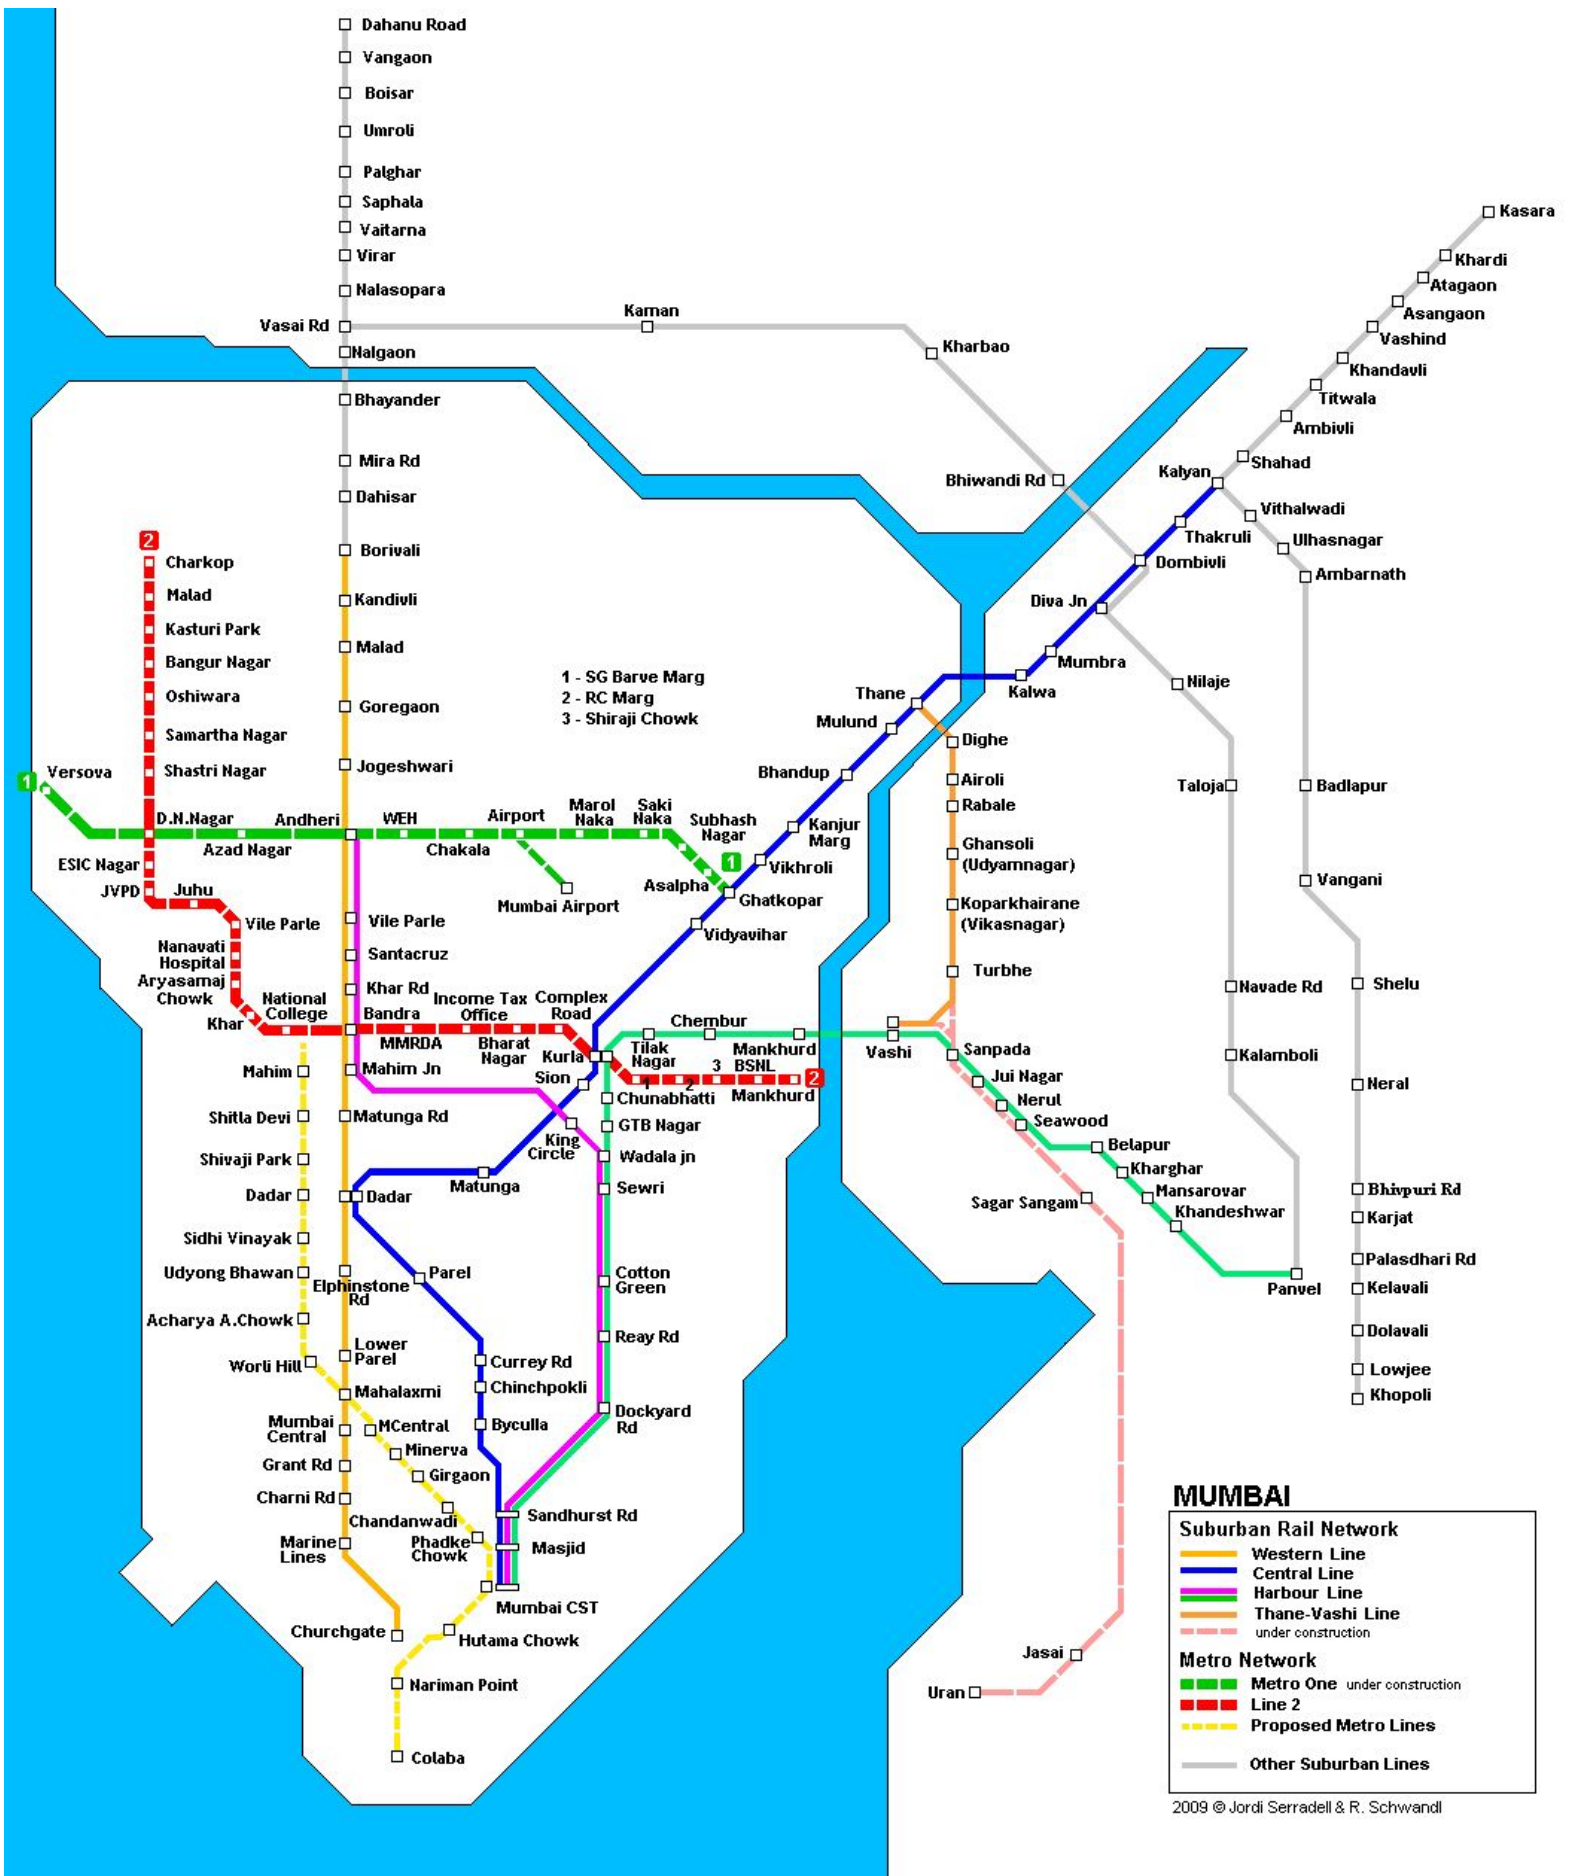 Dahanu Road
Vangaon
Boisar
Umroli
Palghar
Saphala
Vaitarna
Virar
Nalasopara
Vasai Rd
Kaman
Kharbao
Nalgaon
Bhayander
Mira Rd
Dahisar
Borivali
Kandivli
Malad
Goregaon
Jogeshwari
Kasara
Khardi
Atagaon
Asangaon
Vashind
Khandavli
Titwala
Ambivli
Shahad
Kalyan
Bhiwandi Rd
Vithalwadi
Thakruli
Ulhasnagar
Dombivli
Ambarnath
Diva Jn
Mumbra
Kalwa
Nilaje
Thane
Mulund
Bhandup
Kanjur
Marg
Vikhroli
Ghatkopar
Vidyavihar
Taloja
Badlapur
Vangani
Navade Rd
Shelu
Kalamboli
Neral
Bhivpuri Rd
Karjat
Palasdhari Rd
Kelavali
Dolavali
Lowjee
Khopoli
Panvel
2
Charkop
Malad
Kasturi Park
Bangur Nagar
Oshiwara
Samartha Nagar
Shastri Nagar
1 - SG Barve Marg
2 - RC Marg
3 - Shiraji Chowk
1
Versova
D.N.Nagar
Azad Nagar
Andheri
WEH
Chakala
Airport
Marol
Naka
Saki
Naka
Subhash
Nagar
1
Asalpha
Mumbai Airport
ESIC Nagar
JVPD
Juhu
Vile Parle
Nanavati
Hospital
Aryasamaj
Chowk
Khar
National
College
Vile Parle
Santacruz
Khar Rd
Bandra
MMRDA
Income Tax
Office
Bharat
Nagar
Complex
Road
Kurla
1
2
3
BSNL
Mankhurd
2
Dighe
Airoli
Rabale
Ghansoli
(Udyamnagar)
Koparkhairane
(Vikasnagar)
Turbhe
Tilak
Nagar
Chembur
Mankhurd
Vashi
Sanpada
Jui Nagar
Nerul
Seawood
Belapur
Kharghar
Mansarovar
Khandeshwar
Sagar Sangam
Jasai
Uran
Mahim Jn
Matunga Rd
Sion
Chunabhatti
GTB Nagar
King
Circle
Wadala jn
Sewri
Matunga
Dadar
Parel
Cotton
Green
Reay Rd
Dockyard
Rd
Currey Rd
Chinchpokli
Byculla
Sandhurst Rd
Masjid
Mumbai CST
Mahim
Shitla Devi
Shivaji Park
Dadar
Sidhi Vinayak
Udyong Bhawan
Acharya A.Chowk
Worli Hill
Elphinstone
Rd
Lower
Parel
Mahalaxmi
Mumbai
Central
Grant Rd
Charni Rd
Marine
Lines
Churchgate
MCentral
Minerva
Girgaon
Chandanwadi
Phadke
Chowk
Hutama Chowk
Nariman Point
Colaba
MUMBAI
Suburban Rail Network
Western Line
Central Line
Harbour Line
Thane-Vashi Line
under construction
Metro Network
Metro One under construction
Line 2
Proposed Metro Lines
Other Suburban Lines
2009 © Jordi Serradell & R. Schwandl